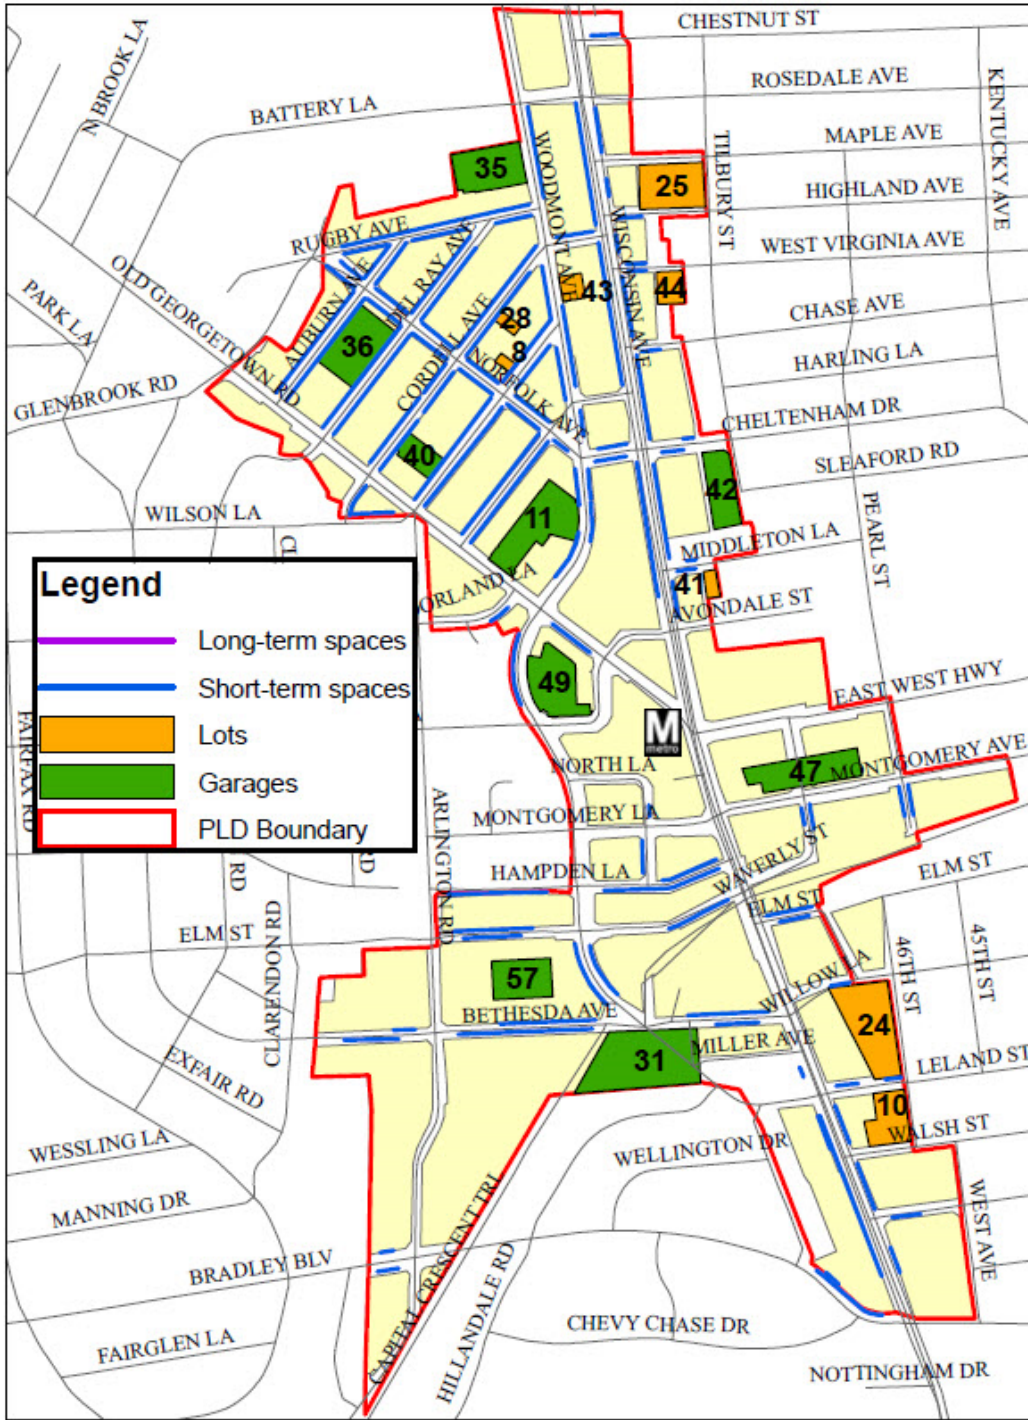 CHESTNUT ST
N BROOK LA
ROSEDALE AVE
KENTUCKY AVE
BATTERY LA
MAPLE AVE
WOODMONT AVE
TILBURY ST
35
25
HIGHLAND AVE
RUGBY AVE
DEL RAY AVE
WISCONSIN AVE
WEST VIRGINIA AVE
OLD GEORGETOWN RD
AUBURN AVE
43
44
PARK LA
CHASE AVE
CORDELL AVE
28
36
8
HARLING LA
NORFOLK AVE
GLENBROOK RD
CHELTENHAM DR
40
SLEAFORD RD
42
PEARL ST
WILSON LA
11
MIDDLETON LA
CL
Legend
ORLAND LA
41
AVONDALE ST
Long-term spaces
Short-term spaces
49
EAST WEST HWY
FAIRFAX RD
Lots
M
metro
NORTH LA
47
MONTGOMERY AVE
Garages
ARLINGTON RD
MONTGOMERY LA
PLD Boundary
WAVERLY ST
RD
RD
HAMPDEN LA
ELM ST
ELM ST
ELM ST
CLARENDON RD
46TH ST
45TH ST
57
WILLOW LA
BETHESDA AVE
24
EXFAIR RD
31
MILLER AVE
LELAND ST
10
WESSLING LA
WELLINGTON DR
WALSH ST
MANNING DR
CAPITAL CRESCENT TRL
WEST AVE
BRADLEY BLV
HILLANDALE RD
FAIRGLEN LA
CHEVY CHASE DR
NOTTINGHAM DR